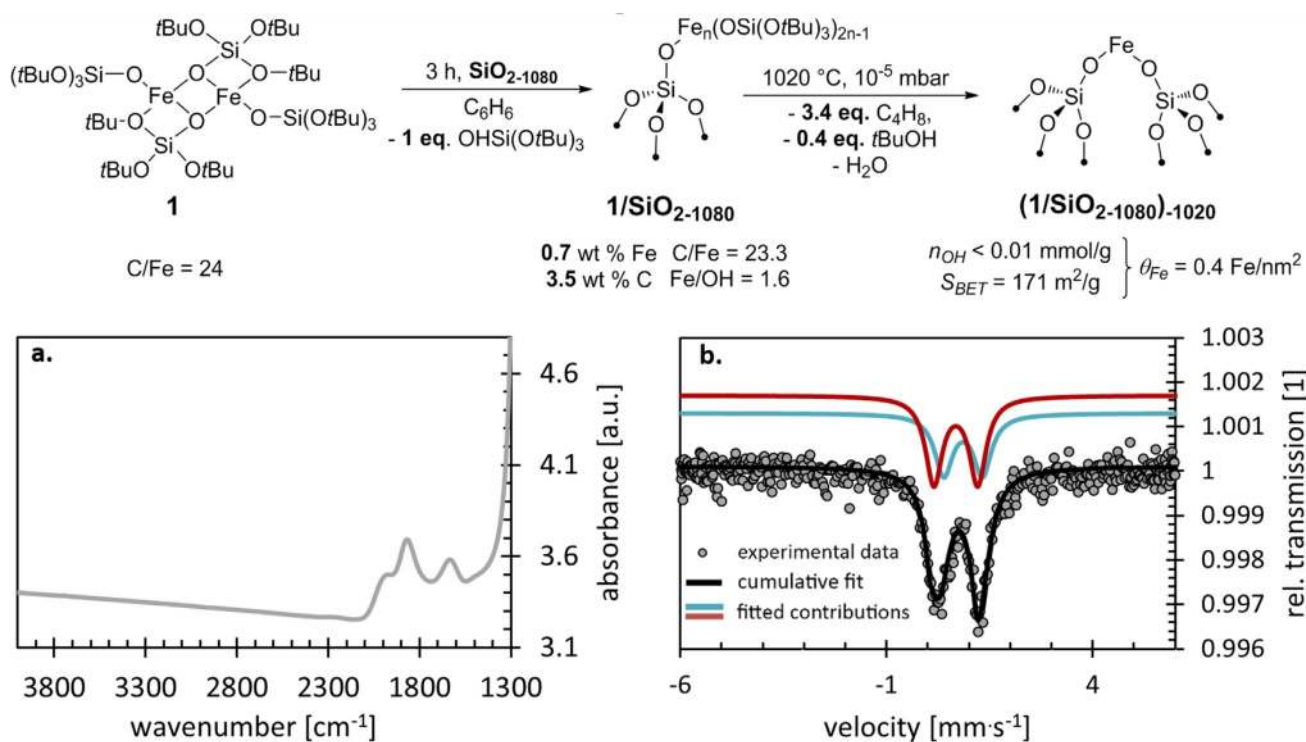 tBuO OtBu
Si
(tBuO)3Si O O O tBu
Fe Fe
tBu O O O Si(OtBu)3
Si
tBuO OtBu
1
C/Fe = 24
3 h, SiO2-1080
C6H6
- 1 eq. OHSi(OtBu)3
Fen(OSi(OtBu)3)2n-1
O
Si
O O O
1/SiO2-1080
0.7 wt % Fe C/Fe = 23.3
3.5 wt % C Fe/OH = 1.6
1020 °C, 10-5 mbar
- 3.4 eq. C4H8,
- 0.4 eq. tBuOH
- H2O
Fe
O O
Si Si
O O O O O O
(1/SiO2-1080)-1020
nOH < 0.01 mmol/g
SBET = 171 m2/g
θFe = 0.4 Fe/nm2
a.
4.6
4.1
3.6
3.1
absorbance [a.u.]
3800 3300 2800 2300 1800 1300
wavenumber [cm-1]
b.
1.003
1.002
1.001
1
0.999
0.998
0.997
0.996
rel. transmission [1]
experimental data
cumulative fit
fitted contributions
-6 -1 4
velocity [mm·s-1]